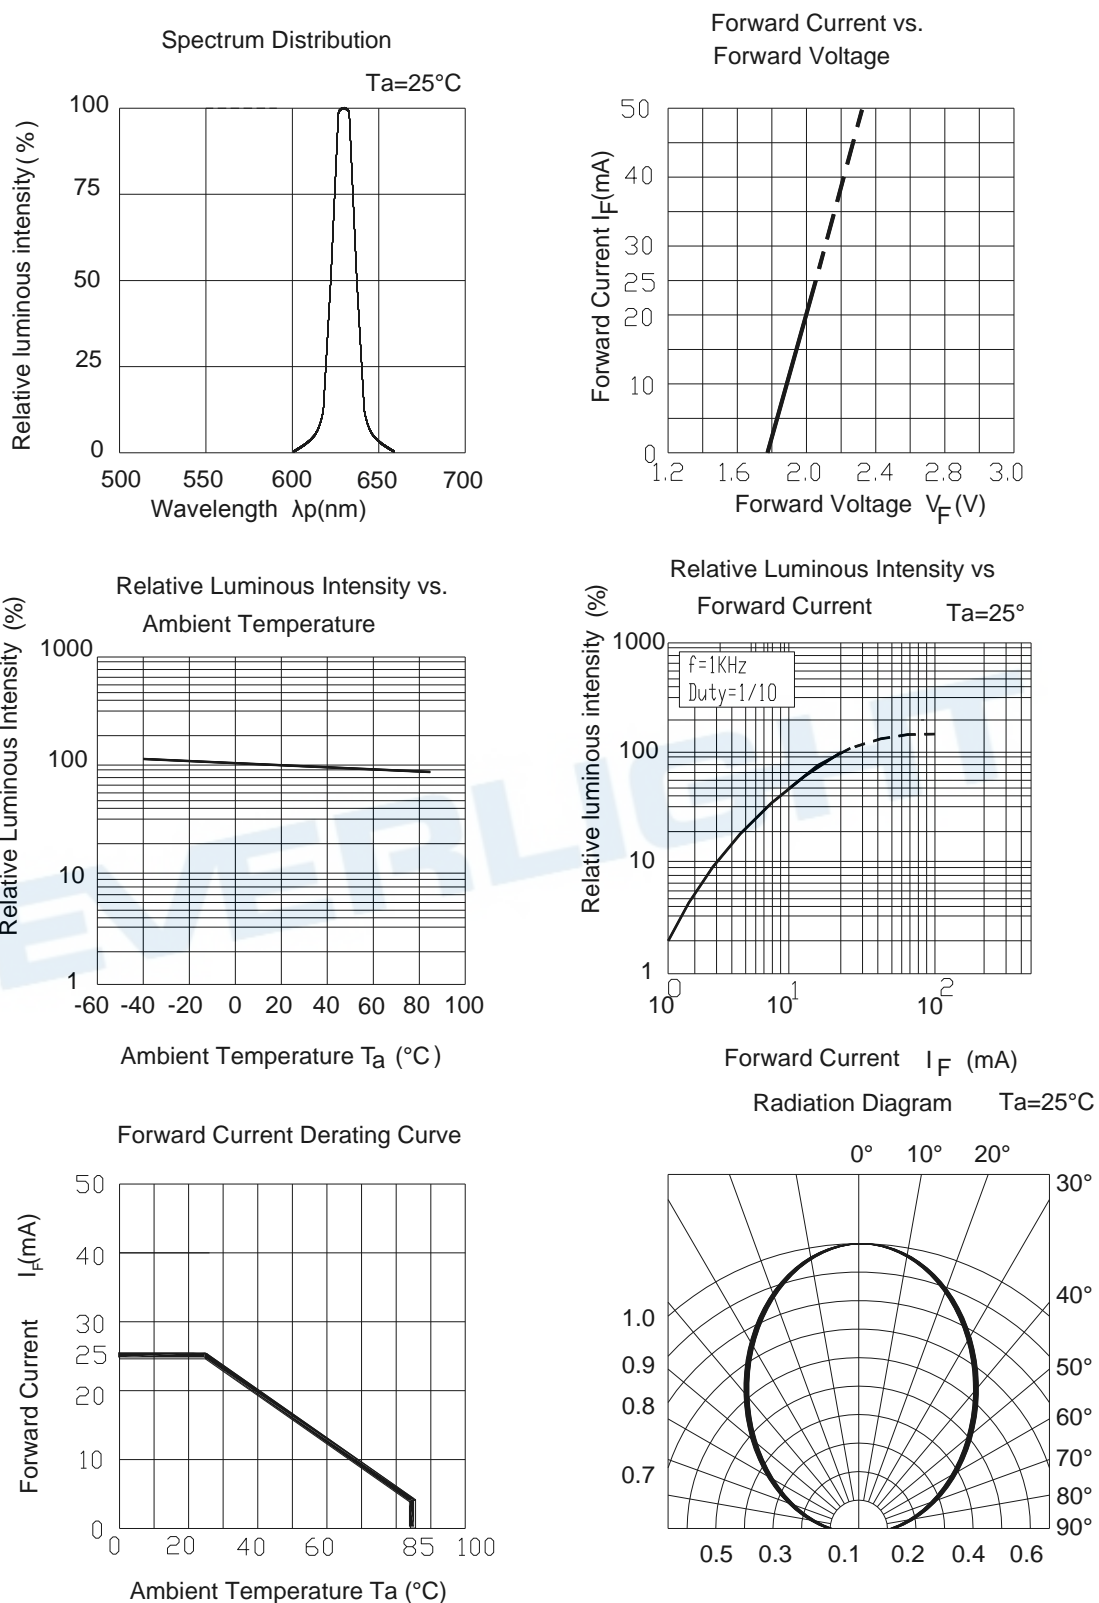 Spectrum Distribution
Ta=25°C
Relative luminous intensity (%)
100
75
50
25
0
500 550 600 650 700
Wavelength λp(nm)
Forward Current vs.
Forward Voltage
Forward Current IF(mA)
50
40
30
25
20
10
0
1.2 1.6 2.0 2.4 2.8 3.0
Forward Voltage VF(V)
Relative Luminous Intensity vs.
Ambient Temperature
Relative Luminous Intensity (%)
1000
100
10
1
-60 -40 -20 0 20 40 60 80 100
Ambient Temperature Ta (°C)
Relative Luminous Intensity vs
Forward Current
Ta=25°
f=1KHz
Duty=1/10
Relative luminous intensity (%)
1000
100
10
1
10⁰ 10¹ 10²
Forward Current IF (mA)
EVERLIGHT
Forward Current Derating Curve
Forward Current IF(mA)
50
40
30
25
20
10
0
0 20 40 60 85 100
Ambient Temperature Ta (°C)
Radiation Diagram Ta=25°C
0° 10° 20°
30°
40°
50°
60°
70°
80°
90°
1.0
0.9
0.8
0.7
0.5 0.3 0.1 0.2 0.4 0.6